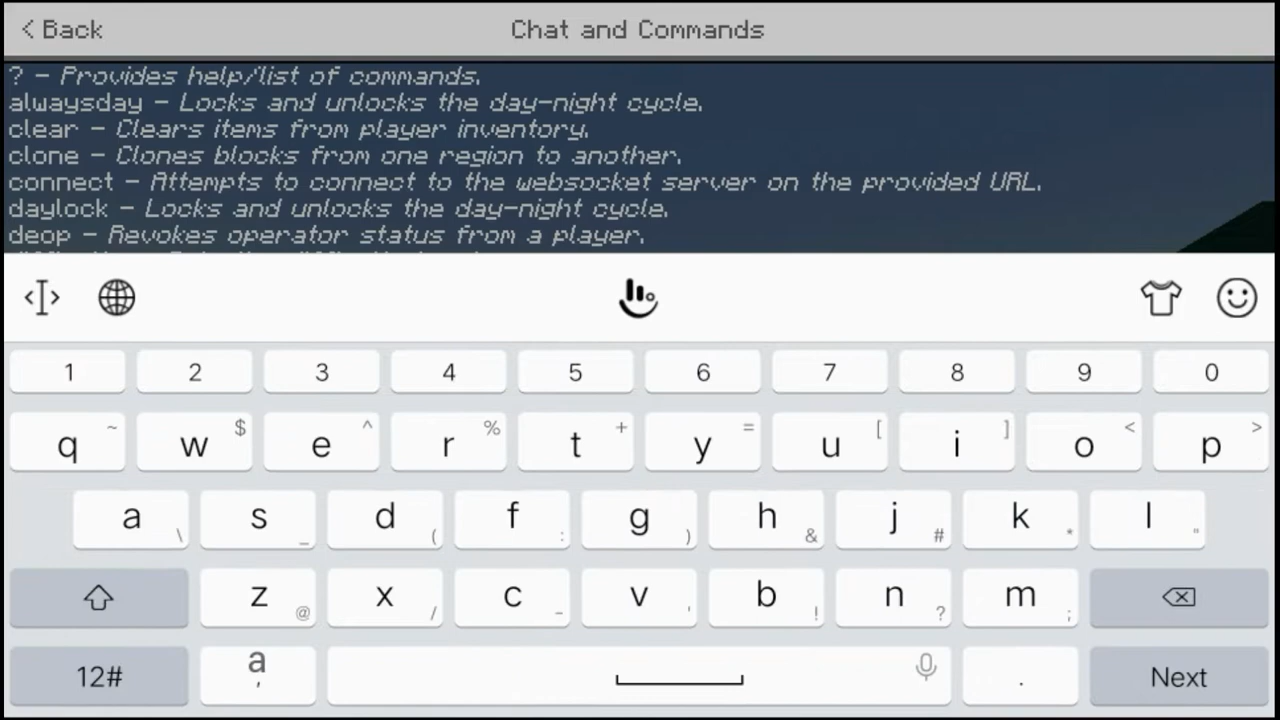 Back
Chat and Commands
? - Provides help/list of commands.
alwaysday - Locks and unlocks the day-night cycle.
clear - Clears items from player inventory.
clone - Clones blocks from one region to another.
connect - Attempts to connect to the websocket server on the provided URL.
daylock - Locks and unlocks the day-night cycle.
deop - Revokes operator status from a player.
1 2 3 4 5 6 7 8 9 0
q ~ w $ e ^ r % t + y = u [ i ] o < p >
a \ s _ d ( f : g ) h & j # k * l "
z @ x / c - v ' b ! n ? m ;
12# a , . Next